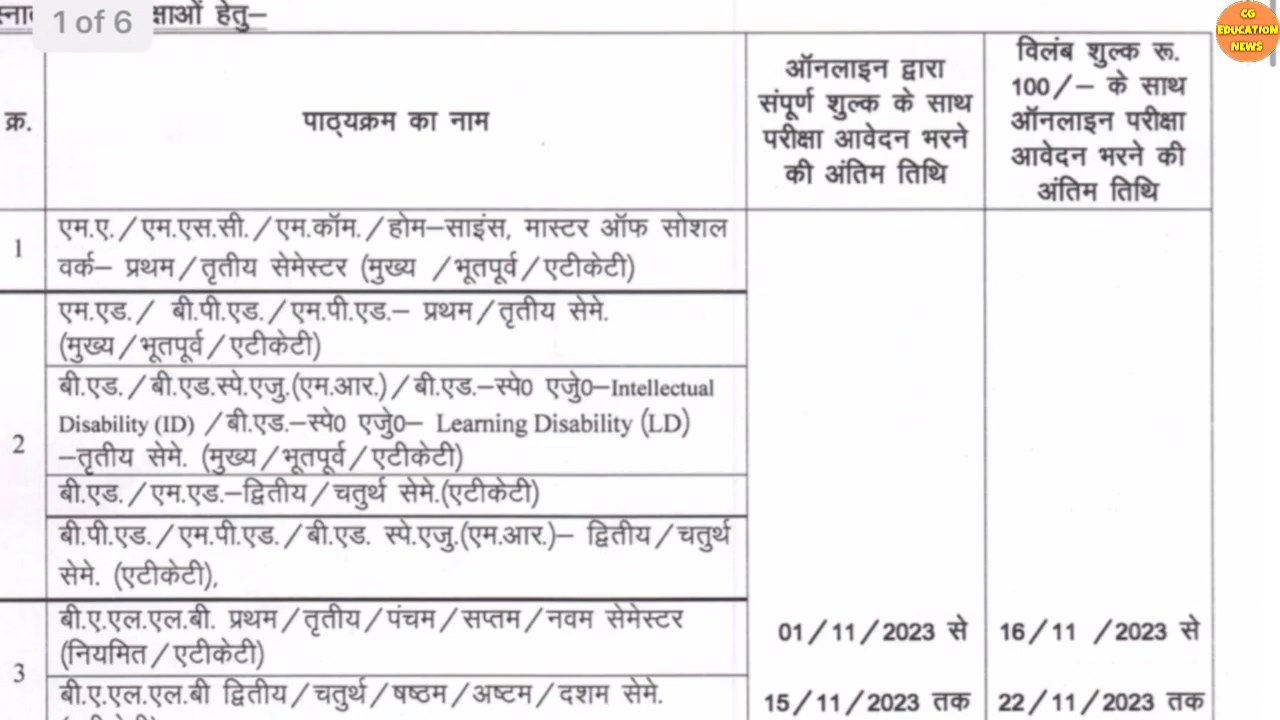 क्षाओं हेतु–
1 of 6
CG
EDUCATION
NEWS
क्र.
पाठ्यक्रम का नाम
ऑनलाइन द्वारा
संपूर्ण शुल्क के साथ
परीक्षा आवेदन भरने
की अंतिम तिथि
विलंब शुल्क रू.
100/– के साथ
ऑनलाइन परीक्षा
आवेदन भरने की
अंतिम तिथि
1
एम.ए./एम.एस.सी./एम.कॉम./होम–साइंस, मास्टर ऑफ सोशल
वर्क– प्रथम/तृतीय सेमेस्टर (मुख्य /भूतपूर्व/एटीकेटी)
2
एम.एड./ बी.पी.एड./एम.पी.एड.– प्रथम/तृतीय सेमे.
(मुख्य/भूतपूर्व/एटीकेटी)
बी.एड./बी.एड.स्पे.एजु.(एम.आर.)/बी.एड.–स्पे0 एजे़ु0–Intellectual
Disability (ID) /बी.एड.–स्पे0 एजे़ु0– Learning Disability (LD)
–तृतीय सेमे. (मुख्य/भूतपूर्व/एटीकेटी)
बी.एड./एम.एड.–द्वितीय/चतुर्थ सेमे.(एटीकेटी)
बी.पी.एड./एम.पी.एड./बी.एड. स्पे.एजु.(एम.आर.)– द्वितीय/चतुर्थ
सेमे. (एटीकेटी),
3
बी.ए.एल.एल.बी. प्रथम/तृतीय/पंचम/सप्तम/नवम सेमेस्टर
(नियमित/एटीकेटी)
बी.ए.एल.एल.बी द्वितीय/चतुर्थ/षष्ठम/अष्टम/दशम सेमे.
01/11/2023 से
15/11/2023 तक
16/11 /2023 से
22/11/2023 तक